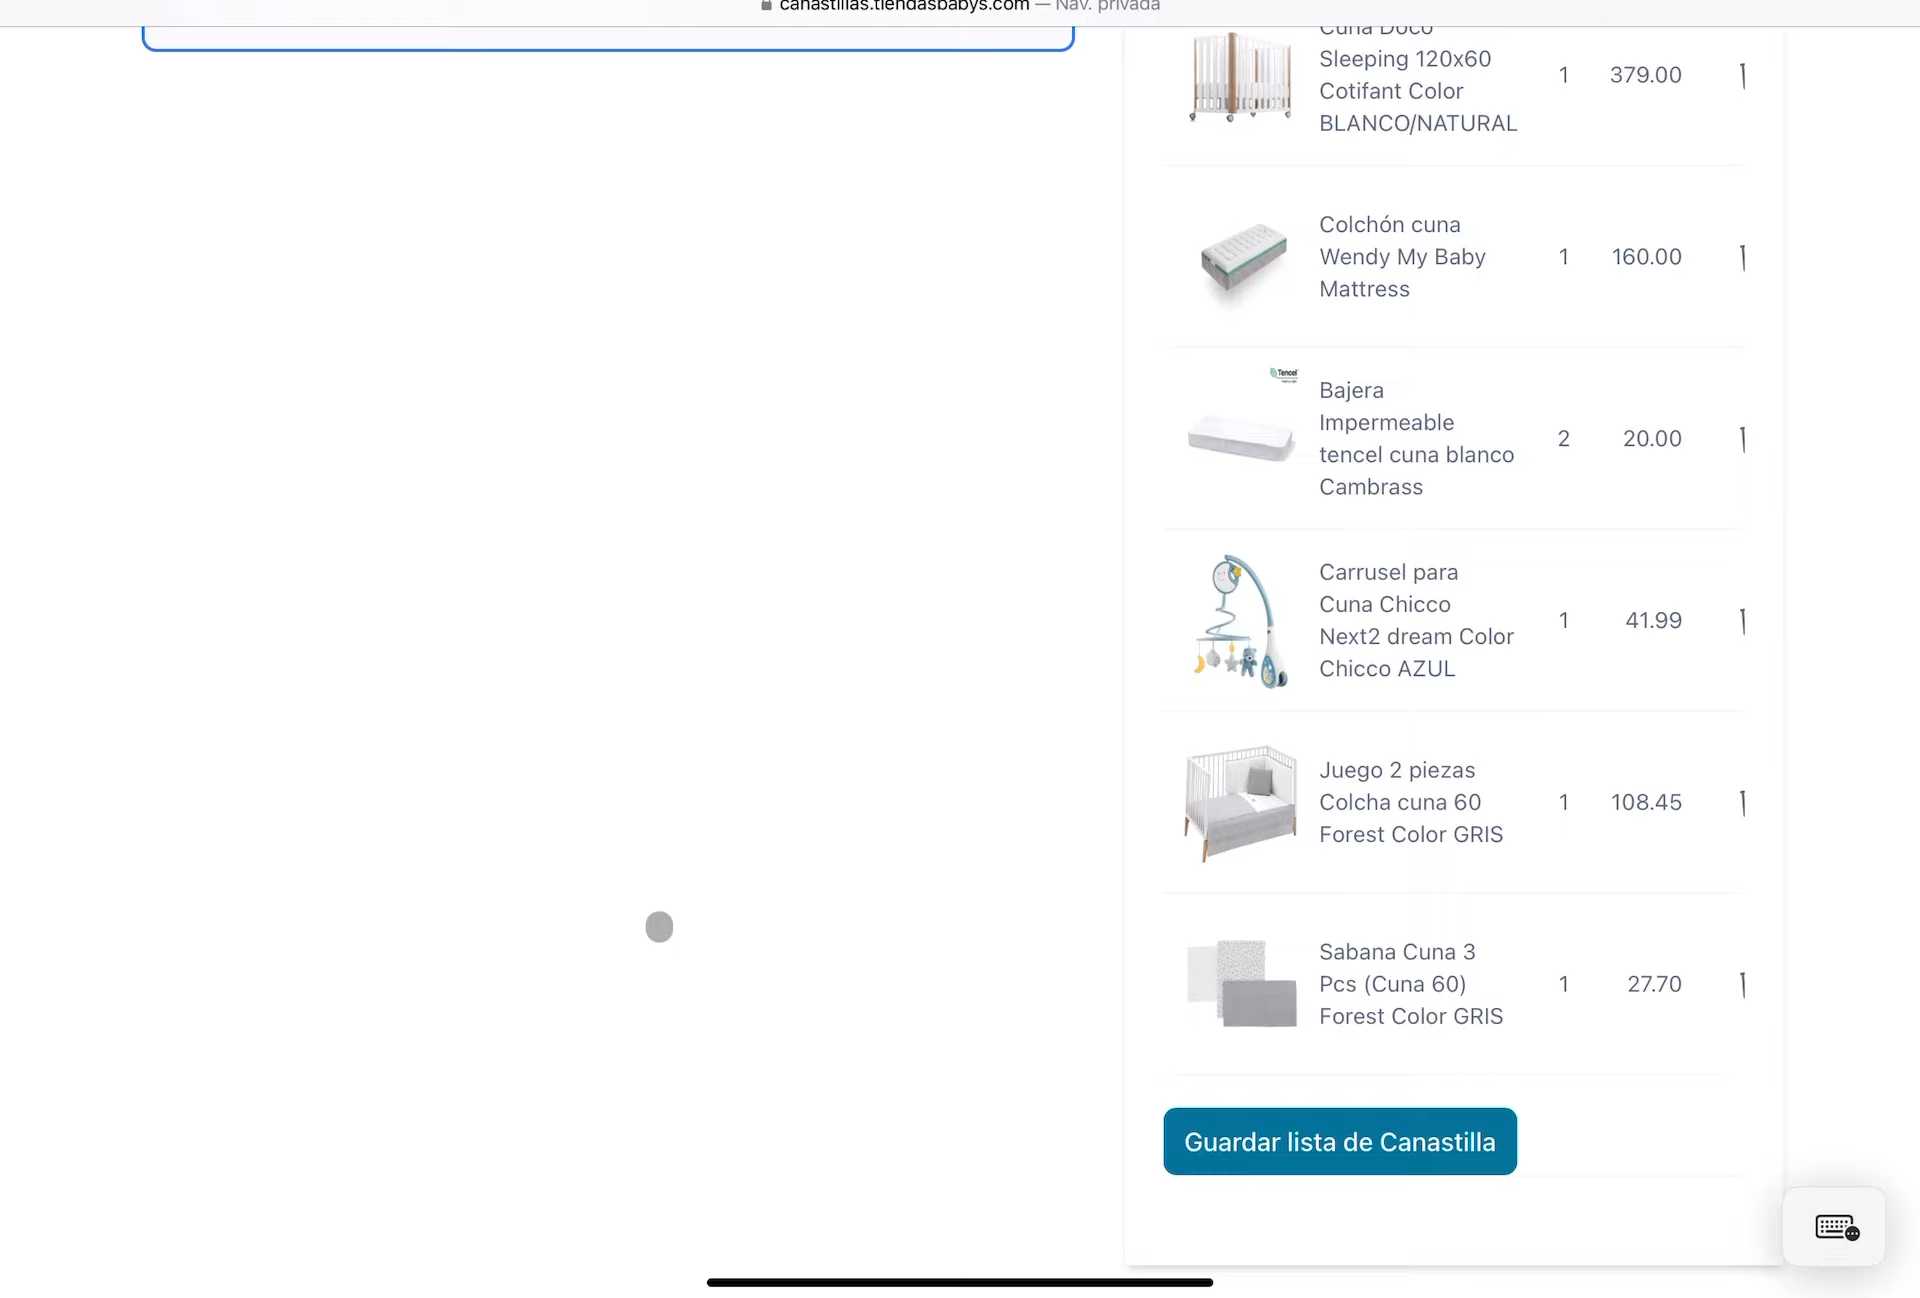 canastillas.tiendasbabys.com — Nav. privada
Cuna Doco
Sleeping 120x60
Cotifant Color
BLANCO/NATURAL
1
379.00
Colchón cuna
Wendy My Baby
Mattress
1
160.00
Tencel
Bajera
Impermeable
tencel cuna blanco
Cambrass
2
20.00
Carrusel para
Cuna Chicco
Next2 dream Color
Chicco AZUL
1
41.99
Juego 2 piezas
Colcha cuna 60
Forest Color GRIS
1
108.45
Sabana Cuna 3
Pcs (Cuna 60)
Forest Color GRIS
1
27.70
Guardar lista de Canastilla